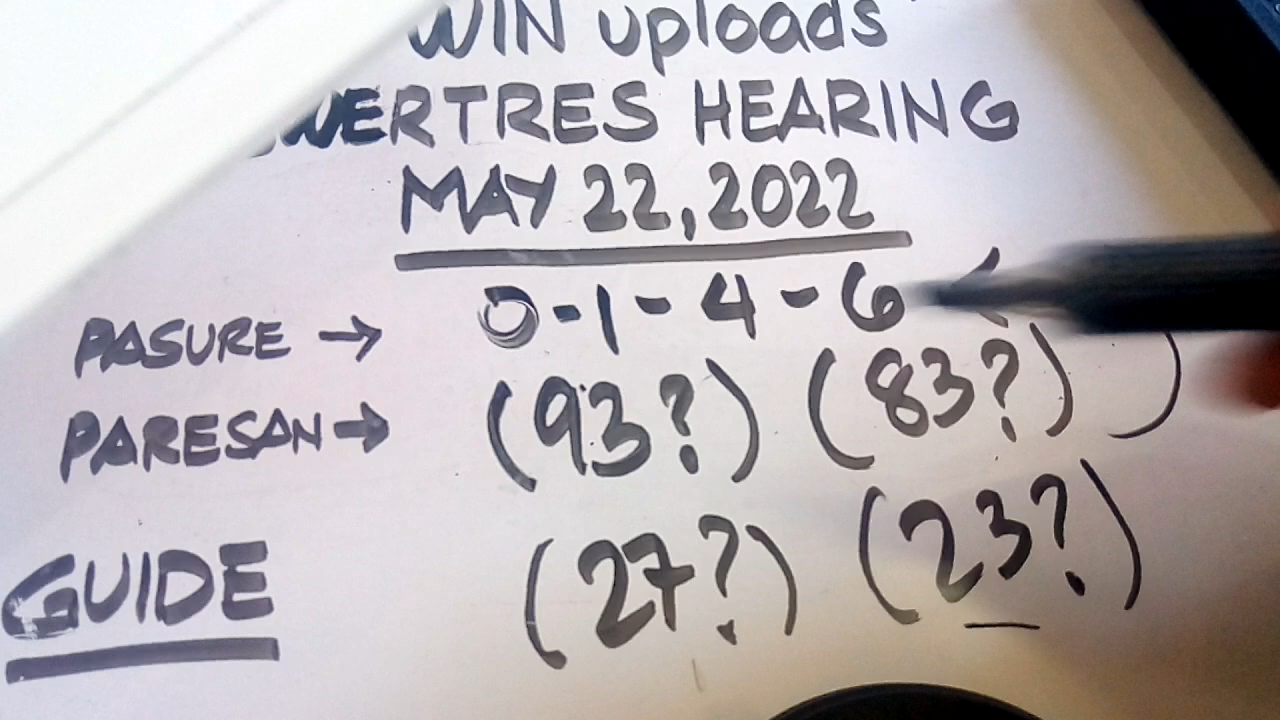 WIN uploads
WERTRES HEARING
MAY 22, 2022
PASURE → 0-1-4-6
PARESAN→ (93?) (83?)
GUIDE (27?) (23?)